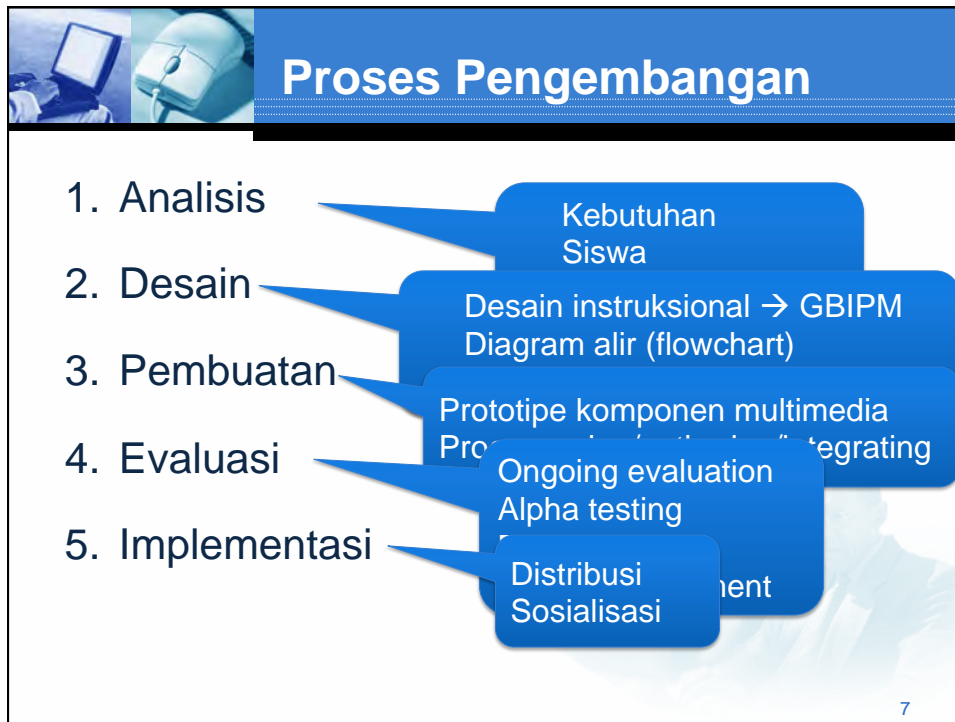 Proses Pengembangan
1. Analisis
Kebutuhan
Siswa
2. Desain
Desain instruksional → GBIPM
Diagram alir (flowchart)
3. Pembuatan
Prototipe komponen multimedia
4. Evaluasi
Ongoing evaluation
Alpha testing
5. Implementasi
Distribusi
Sosialisasi
7